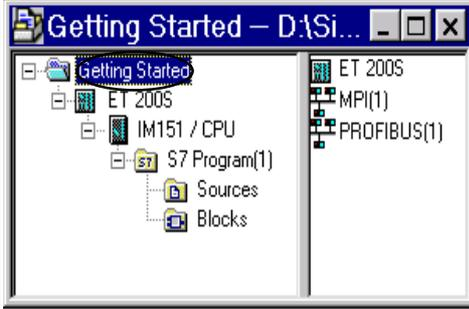 Getting Started – D:\Si...
Getting Started
ET 200S
IM151 / CPU
S7 Program(1)
Sources
Blocks
ET 200S
MPI(1)
PROFIBUS(1)